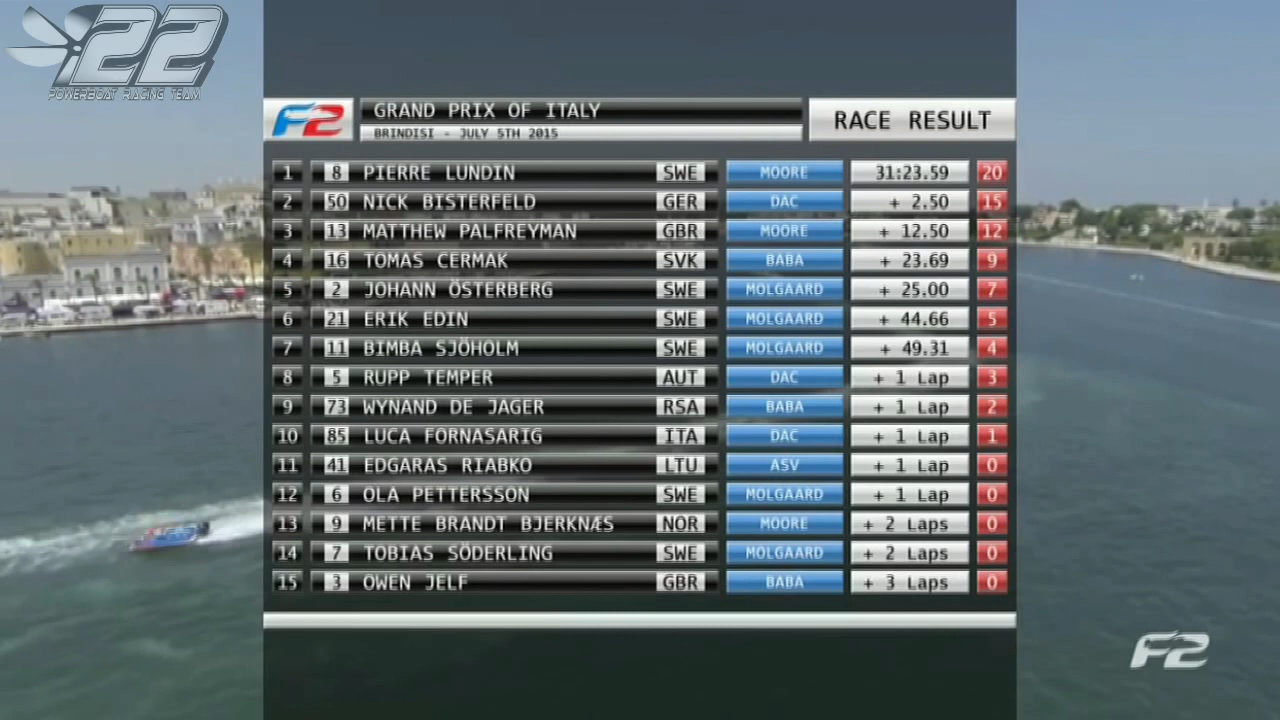 22
POWERBOAT RACING TEAM
F2 GRAND PRIX OF ITALY RACE RESULT
BRINDISI - JULY 5TH 2015
1 8 PIERRE LUNDIN SWE MOORE 31:23.59 20
2 50 NICK BISTERFELD GER DAC + 2.50 15
3 13 MATTHEW PALFREYMAN GBR MOORE + 12.50 12
4 16 TOMAS CERMAK SVK BABA + 23.69 9
5 2 JOHANN ÖSTERBERG SWE MOLGAARD + 25.00 7
6 21 ERIK EDIN SWE MOLGAARD + 44.66 5
7 11 BIMBA SJÖHOLM SWE MOLGAARD + 49.31 4
8 5 RUPP TEMPER AUT DAC + 1 Lap 3
9 73 WYNAND DE JAGER RSA BABA + 1 Lap 2
10 85 LUCA FORNASARIG ITA DAC + 1 Lap 1
11 41 EDGARAS RIABKO LTU ASV + 1 Lap 0
12 6 OLA PETTERSSON SWE MOLGAARD + 1 Lap 0
13 9 METTE BRANDT BJERKNÆS NOR MOORE + 2 Laps 0
14 7 TOBIAS SÖDERLING SWE MOLGAARD + 2 Laps 0
15 3 OWEN JELF GBR BABA + 3 Laps 0
F2